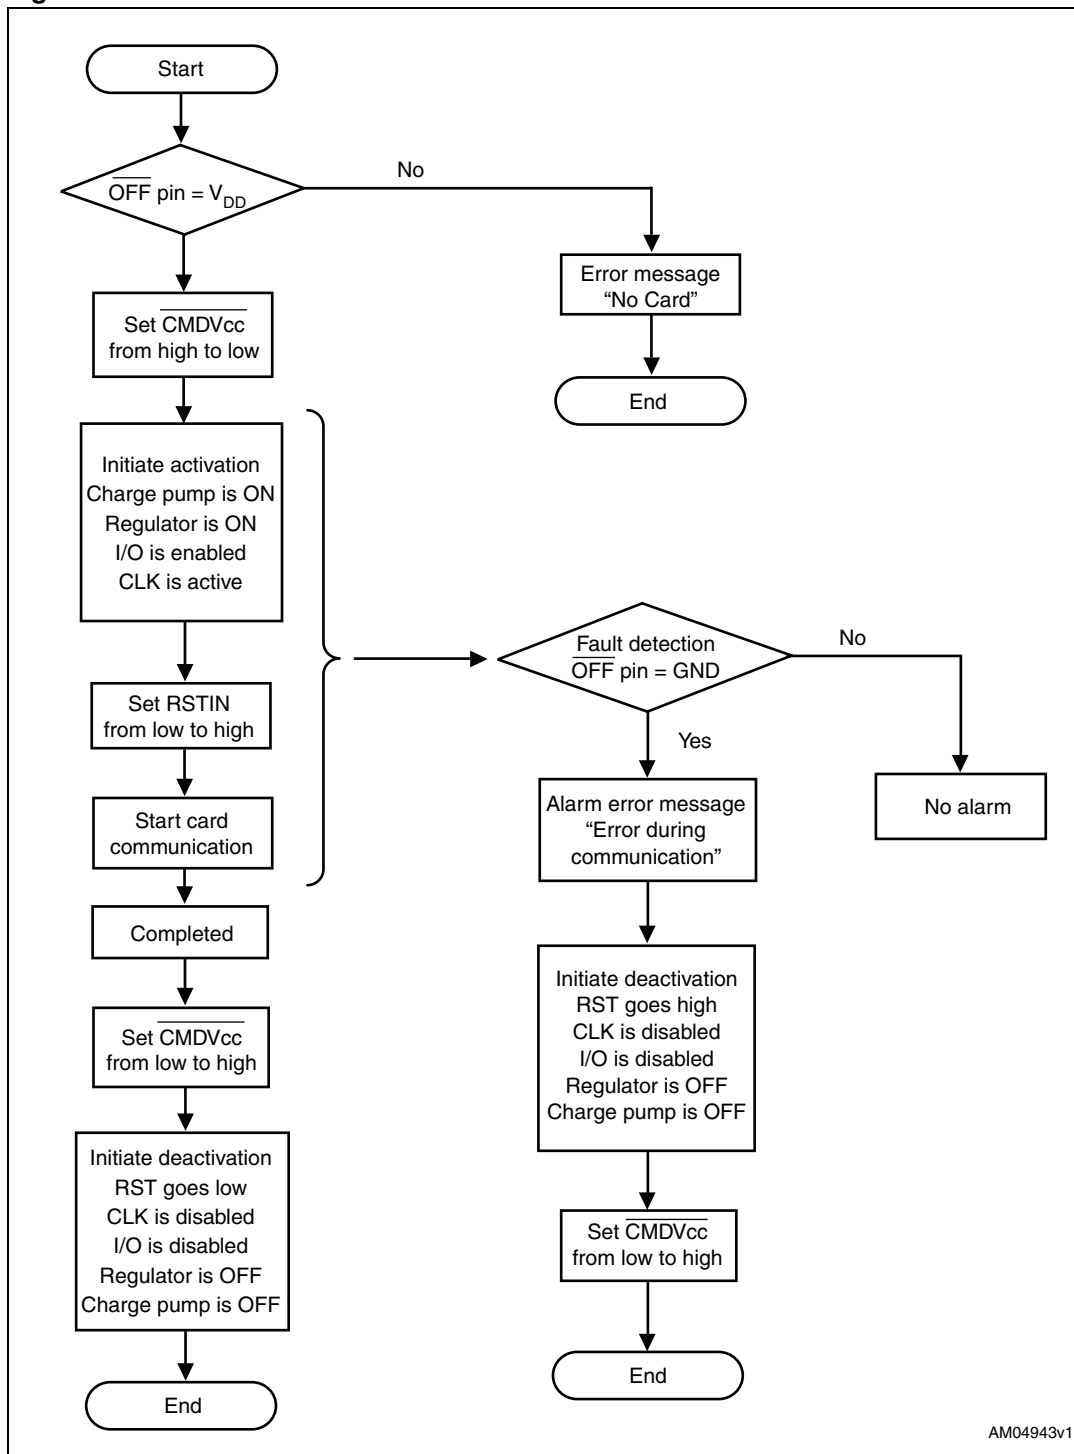 Start
OFF pin = VDD
No
Error message
“No Card”
End
Set CMDVcc
from high to low
Initiate activation
Charge pump is ON
Regulator is ON
I/O is enabled
CLK is active
Set RSTIN
from low to high
Start card
communication
Completed
Set CMDVcc
from low to high
Initiate deactivation
RST goes low
CLK is disabled
I/O is disabled
Regulator is OFF
Charge pump is OFF
End
Fault detection
OFF pin = GND
No
No alarm
Yes
Alarm error message
“Error during
communication”
Initiate deactivation
RST goes high
CLK is disabled
I/O is disabled
Regulator is OFF
Charge pump is OFF
Set CMDVcc
from low to high
End
AM04943v1